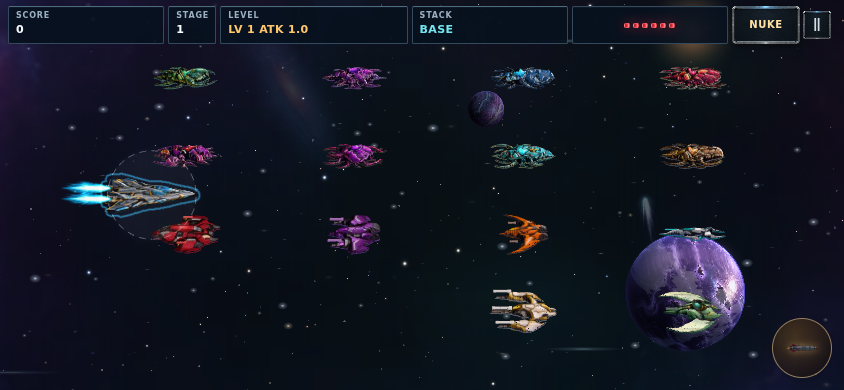 SCORE
0
STAGE
1
LEVEL
LV 1 ATK 1.0
STACK
BASE
NUKE